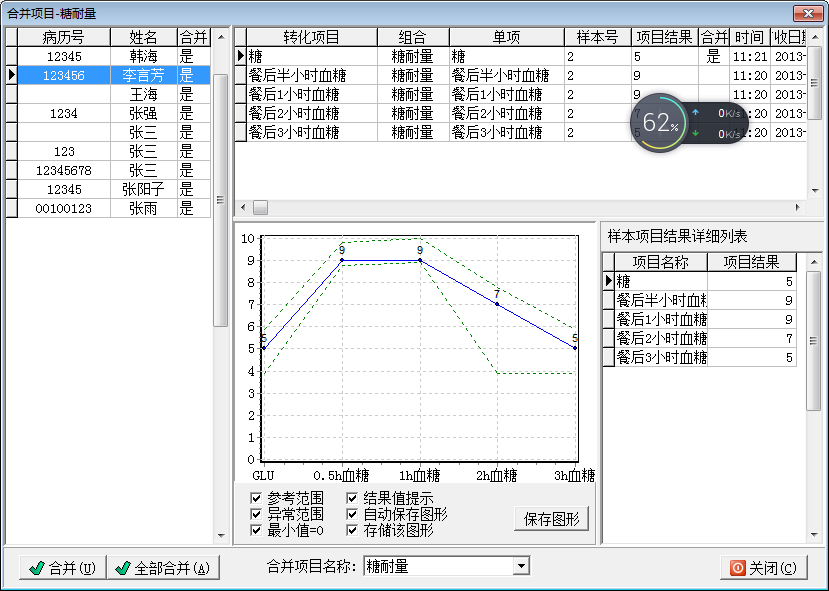 合并项目-糖耐量
病历号 姓名 合并
12345 韩海 是
123456 李言芳 是
王海 是
1234 张强 是
张三 是
123 张三 是
12345678 张三 是
12345 张阳子 是
00100123 张雨 是
转化项目 组合 单项 样本号 项目结果 合并 时间 收日期
糖 糖耐量 糖 2 5 是 11:21 2013-
餐后半小时血糖 糖耐量 餐后半小时血糖 2 9 11:20 2013-
餐后1小时血糖 糖耐量 餐后1小时血糖 2 9 11:20 2013-
餐后2小时血糖 糖耐量 餐后2小时血糖 2 7 :20 2013-
餐后3小时血糖 糖耐量 餐后3小时血糖 2 5 :20 2013-
62%
0K/s
0K/s
10
9
8
7
6
5
4
3
2
1
0
5 9 9 7 5
GLU 0.5h血糖 1h血糖 2h血糖 3h血糖
参考范围 结果值提示
异常范围 自动保存图形
最小值=0 存储该图形
保存图形
样本项目结果详细列表
项目名称 项目结果
糖 5
餐后半小时血糖 9
餐后1小时血糖 9
餐后2小时血糖 7
餐后3小时血糖 5
合并(U) 全部合并(A) 合并项目名称: 糖耐量 关闭(C)